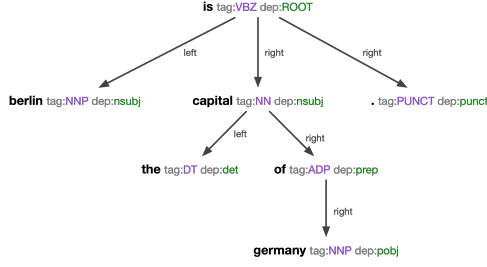 is tag:VBZ dep:ROOT
left right right
berlin tag:NNP dep:nsubj capital tag:NN dep:nsubj . tag:PUNCT dep:punct
left right
the tag:DT dep:det of tag:ADP dep:prep
right
germany tag:NNP dep:pobj